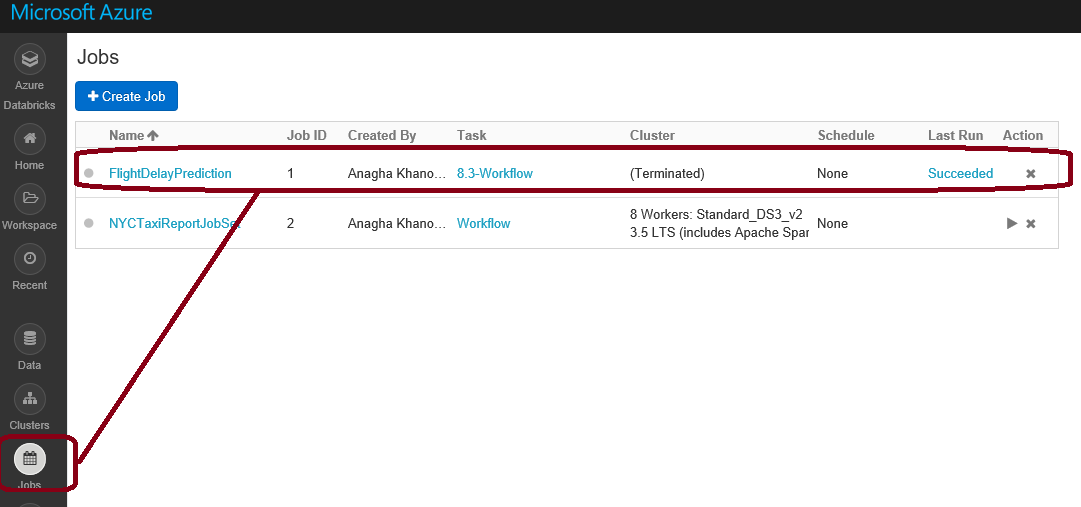 Microsoft Azure
Azure
Databricks
Home
Workspace
Recent
Data
Clusters
Jobs
Jobs
+ Create Job
Name Job ID Created By Task Cluster Schedule Last Run Action
FlightDelayPrediction 1 Anagha Khano... 8.3-Workflow (Terminated) None Succeeded
NYCTaxiReportJobSet 2 Anagha Khano... Workflow 8 Workers: Standard_DS3_v2 None
3.5 LTS (includes Apache Spar